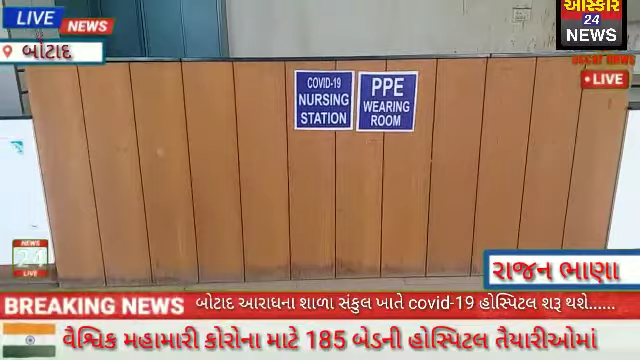 LIVE
NEWS
બોટાદ
આસ્કાર
24
NEWS
LIVE
COVID-19
NURSING
STATION
PPE
WEARING
ROOM
NEWS
24
LIVE
રાજન ભાણા
BREAKING NEWS
બોટાદ આરાધના શાળા સંકુલ ખાતે covid-19 હોસ્પિટલ શરૂ થશે......
વૈશ્વિક મહામારી કોરોના માટે 185 બેડની હોસ્પિટલ તૈયારીઓમાં